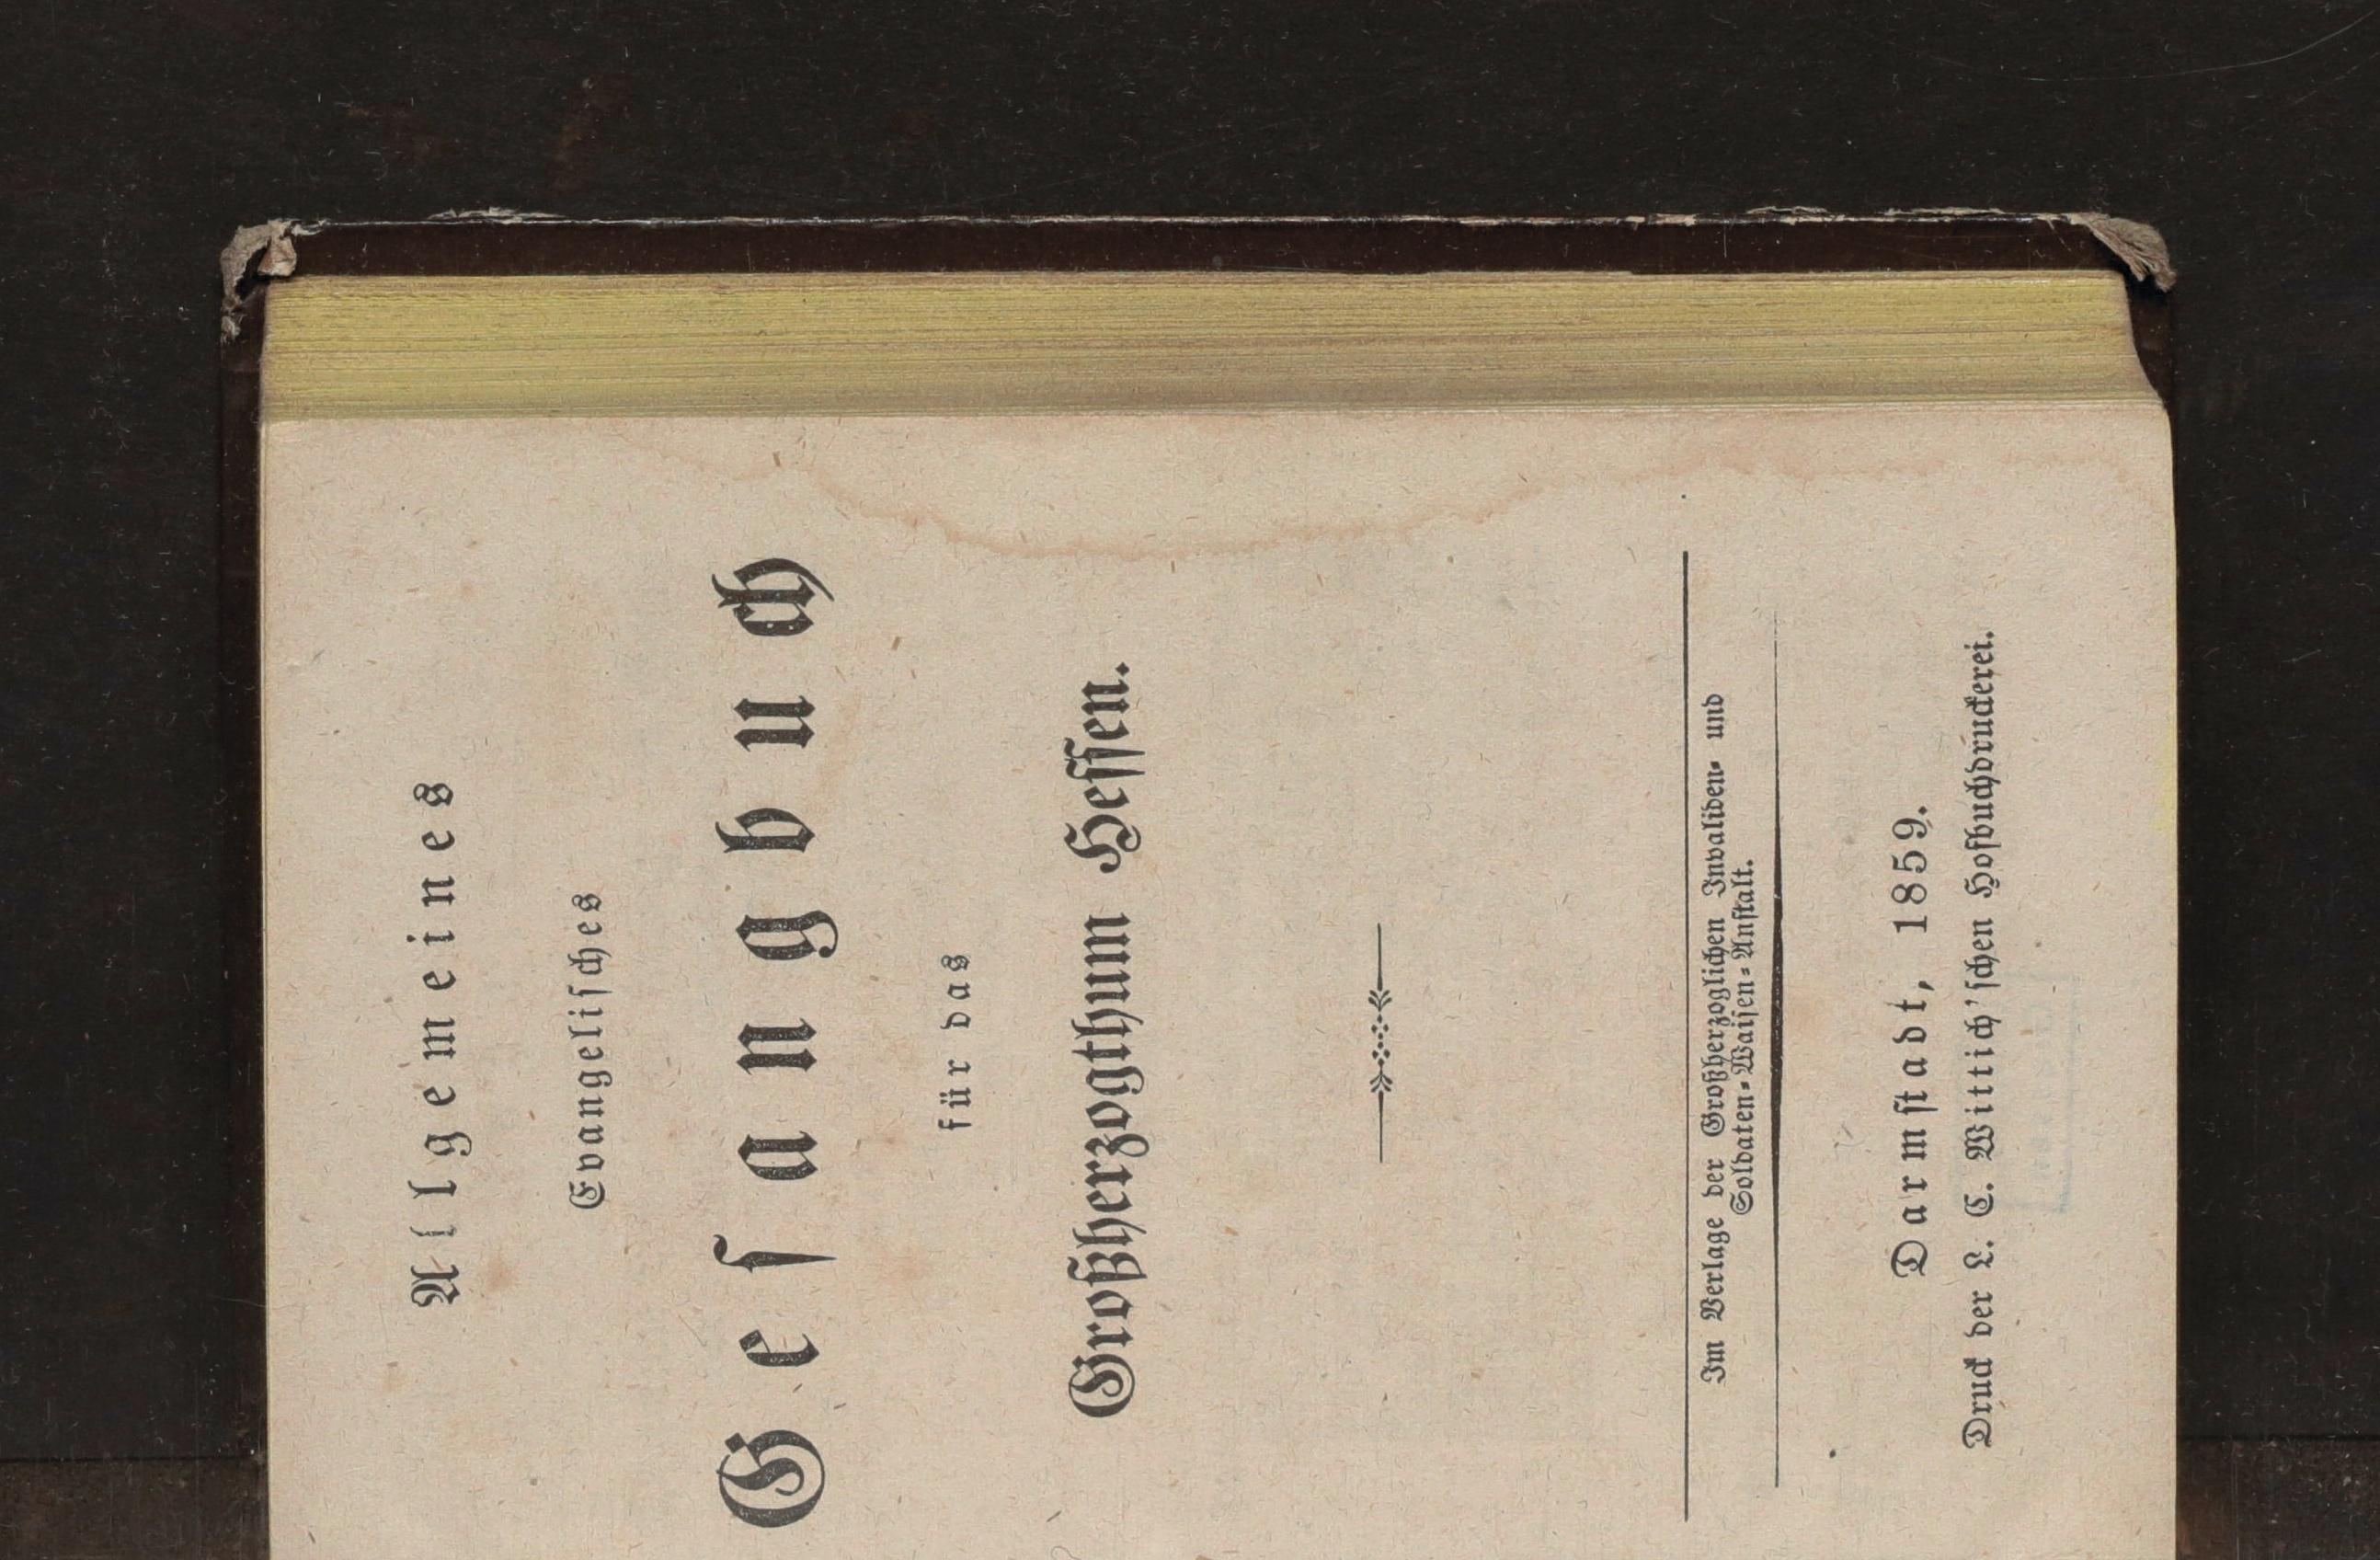 Allgemeines
Evangelisches
Gesangbuch
für das
Großherzogthum Hessen.
Im Verlage der Großherzoglichen Invaliden- und
Soldaten-Waisen-Anstalt.
Darmstadt, 1859.
Druck der L. C. Wittich'schen Hofbuchdruckerei.